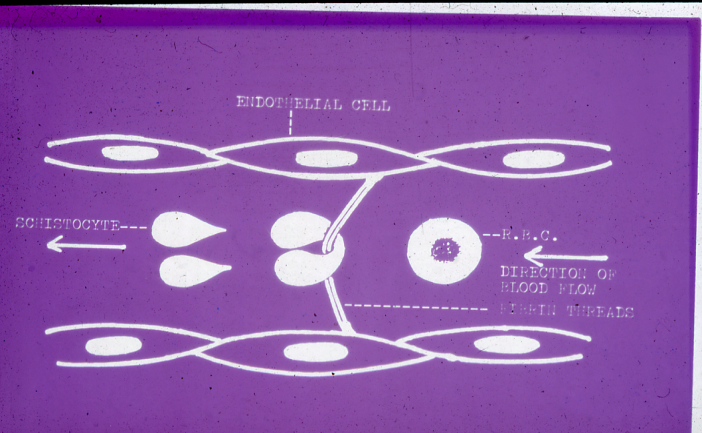 ENDOTHELIAL CELL
SCHISTOCYTE
R.B.C.
DIRECTION OF
BLOOD FLOW
FIBRIN THREADS